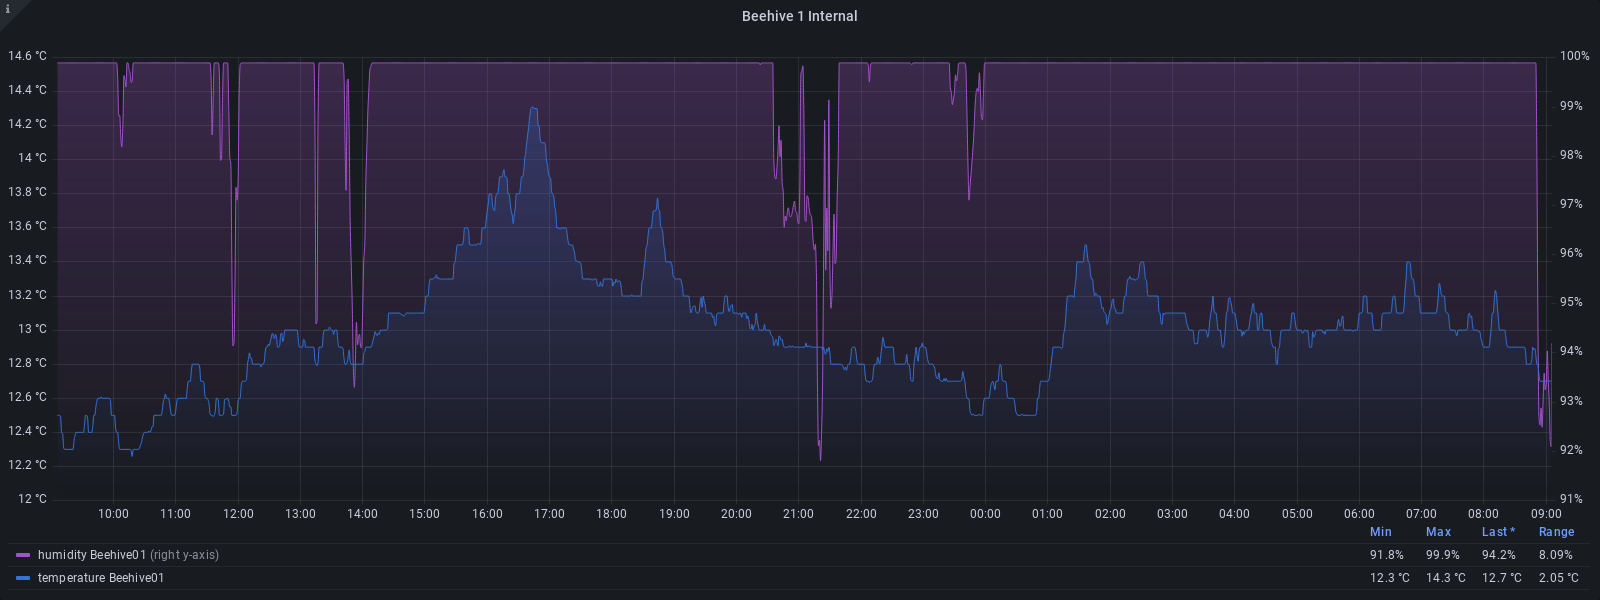 i
Beehive 1 Internal
14.6 °C 100%
14.4 °C
99%
14.2 °C
14 °C 98%
13.8 °C
97%
13.6 °C
13.4 °C 96%
13.2 °C 95%
13 °C
12.8 °C 94%
12.6 °C 93%
12.4 °C
12.2 °C 92%
12 °C 91%
10:00 11:00 12:00 13:00 14:00 15:00 16:00 17:00 18:00 19:00 20:00 21:00 22:00 23:00 00:00 01:00 02:00 03:00 04:00 05:00 06:00 07:00 08:00 09:00
Min Max Last * Range
humidity Beehive01 (right y-axis) 91.8% 99.9% 94.2% 8.09%
temperature Beehive01 12.3 °C 14.3 °C 12.7 °C 2.05 °C